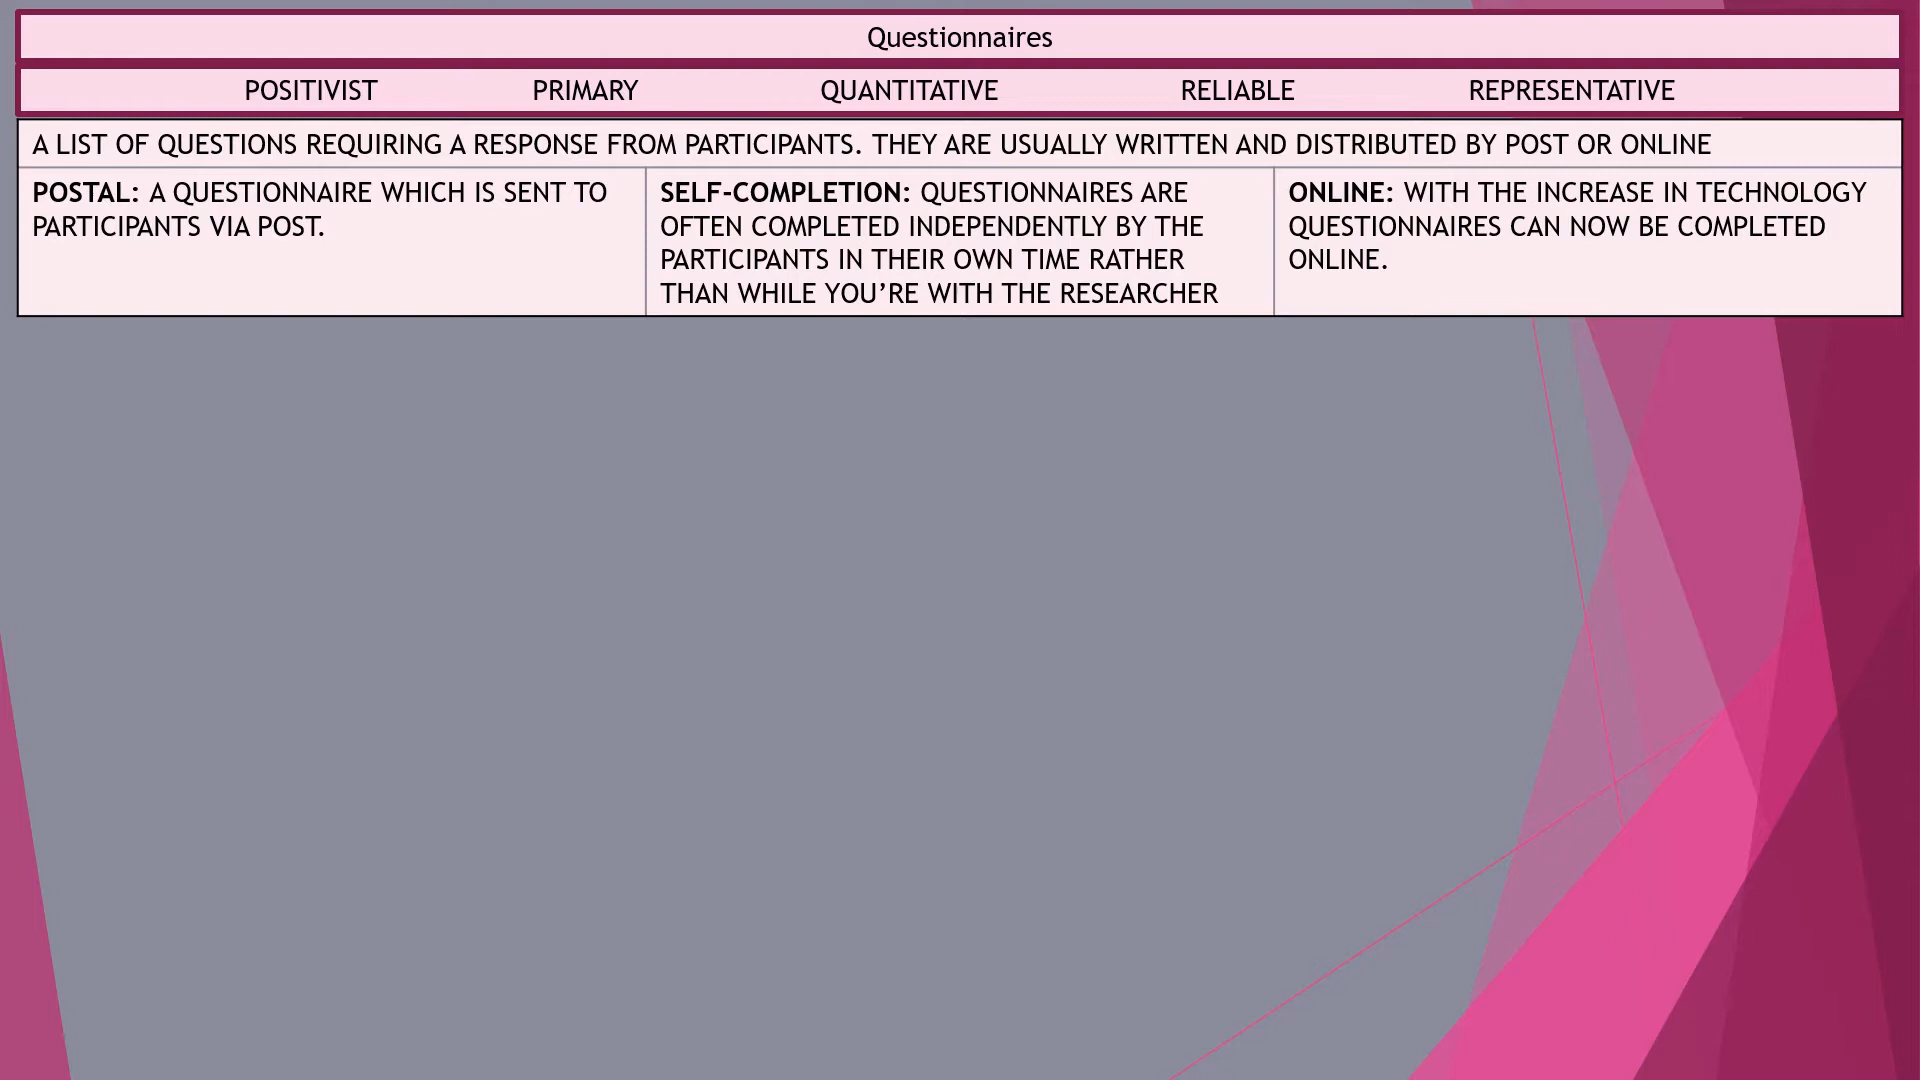 Questionnaires
POSITIVIST PRIMARY QUANTITATIVE RELIABLE REPRESENTATIVE
A LIST OF QUESTIONS REQUIRING A RESPONSE FROM PARTICIPANTS. THEY ARE USUALLY WRITTEN AND DISTRIBUTED BY POST OR ONLINE
POSTAL: A QUESTIONNAIRE WHICH IS SENT TO
PARTICIPANTS VIA POST.
SELF-COMPLETION: QUESTIONNAIRES ARE
OFTEN COMPLETED INDEPENDENTLY BY THE
PARTICIPANTS IN THEIR OWN TIME RATHER
THAN WHILE YOU’RE WITH THE RESEARCHER
ONLINE: WITH THE INCREASE IN TECHNOLOGY
QUESTIONNAIRES CAN NOW BE COMPLETED
ONLINE.